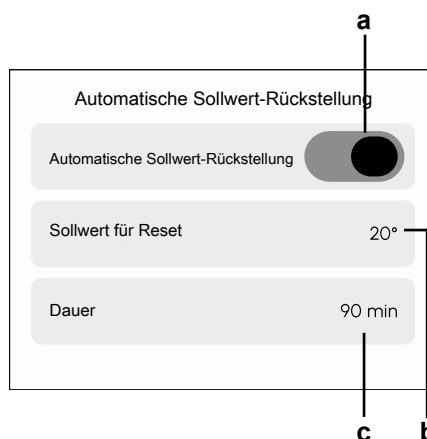 a
Automatische Sollwert-Rückstellung
Automatische Sollwert-Rückstellung
Sollwert für Reset 20°
Dauer 90 min
c b